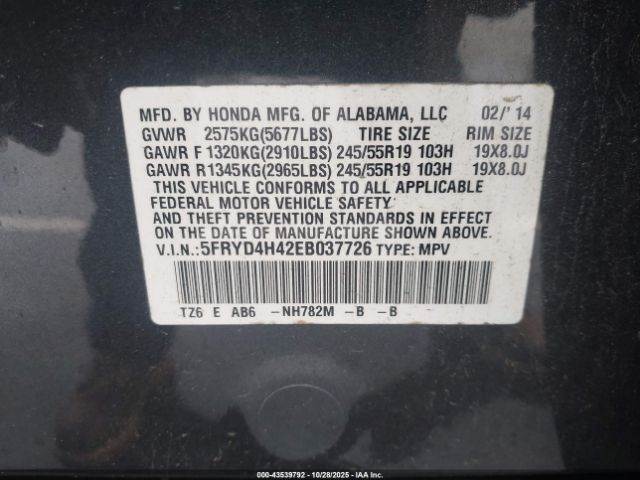 MFD. BY HONDA MFG. OF ALABAMA, LLC 02/' 14
GVWR 2575KG(5677LBS) TIRE SIZE RIM SIZE
GAWR F 1320KG(2910LBS) 245/55R19 103H 19X8.0J
GAWR R1345KG(2965LBS) 245/55R19 103H 19X8.0J
THIS VEHICLE CONFORMS TO ALL APPLICABLE
FEDERAL MOTOR VEHICLE SAFETY
AND THEFT PREVENTION STANDARDS IN EFFECT
ON THE DATE OF MANUFACTURE SHOWN ABOVE.
V.I.N.: 5FRYD4H42EB037726 TYPE: MPV
TZ6 E AB6 -NH782M -B -B
000-43539792 - 10/28/2025 - IAA Inc.